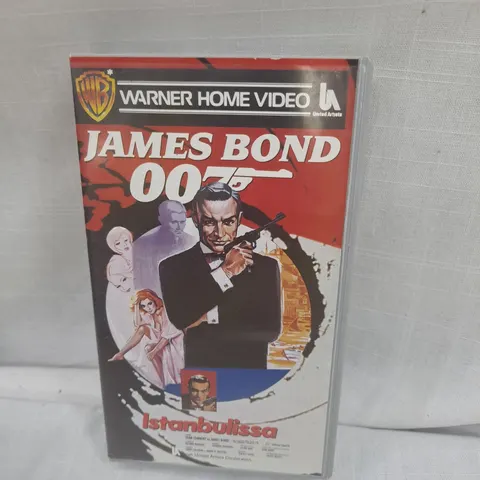 WB
WARNER HOME VIDEO
UA
United Artists
JAMES BOND
007
Istanbulissa